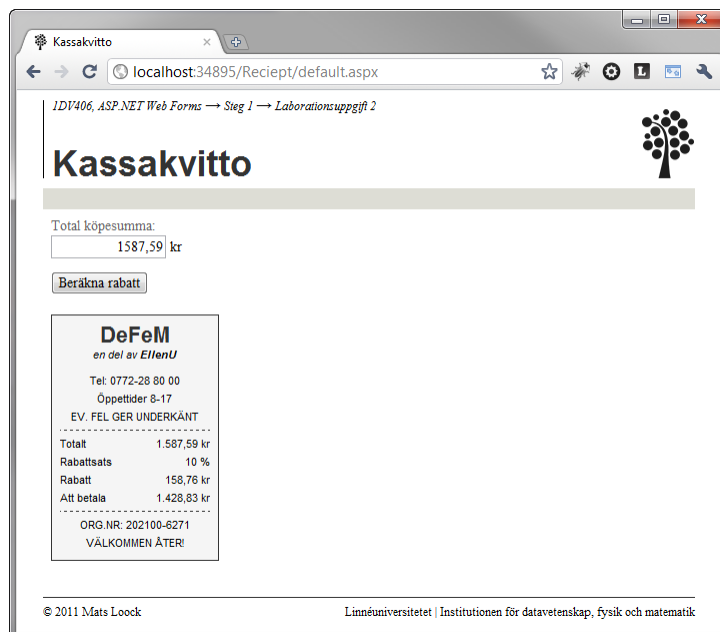 Kassakvitto
localhost:34895/Reciept/default.aspx
1DV406, ASP.NET Web Forms → Steg 1 → Laborationsuppgift 2
Kassakvitto
Total köpesumma:
1587,59 kr
Beräkna rabatt
DeFeM
en del av EllenU
Tel: 0772-28 80 00
Öppettider 8-17
EV. FEL GER UNDERKÄNT
Totalt 1.587,59 kr
Rabattsats 10 %
Rabatt 158,76 kr
Att betala 1.428,83 kr
ORG.NR: 202100-6271
VÄLKOMMEN ÅTER!
© 2011 Mats Loock Linnéuniversitetet | Institutionen för datavetenskap, fysik och matematik